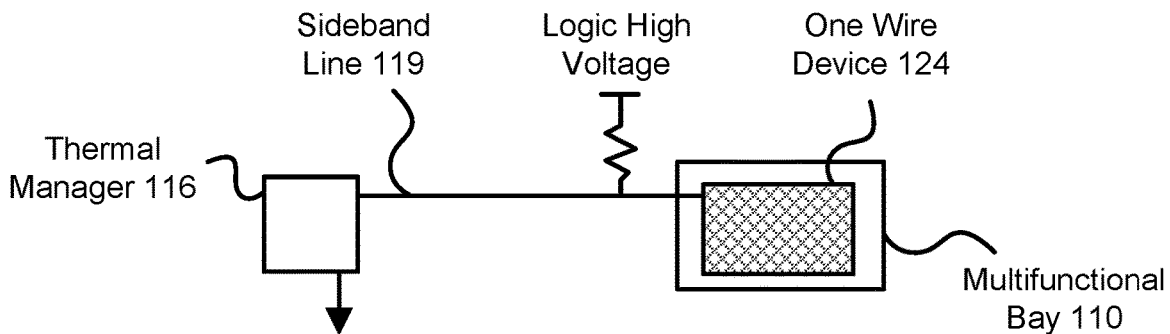 Sideband
Line 119
Logic High
Voltage
One Wire
Device 124
Thermal
Manager 116
Multifunctional
Bay 110